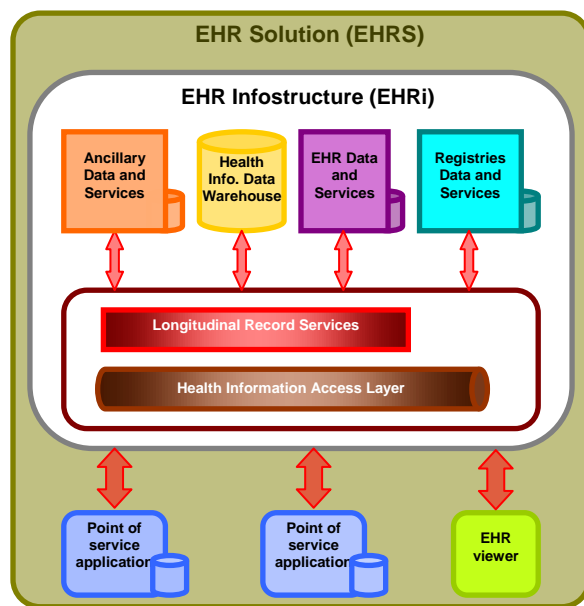 EHR Solution (EHRS)
EHR Infostructure (EHRi)
Ancillary
Data and
Services
Health
Info. Data
Warehouse
EHR Data
and
Services
Registries
Data and
Services
Longitudinal Record Services
Health Information Access Layer
Point of
service
application
Point of
service
application
EHR
viewer